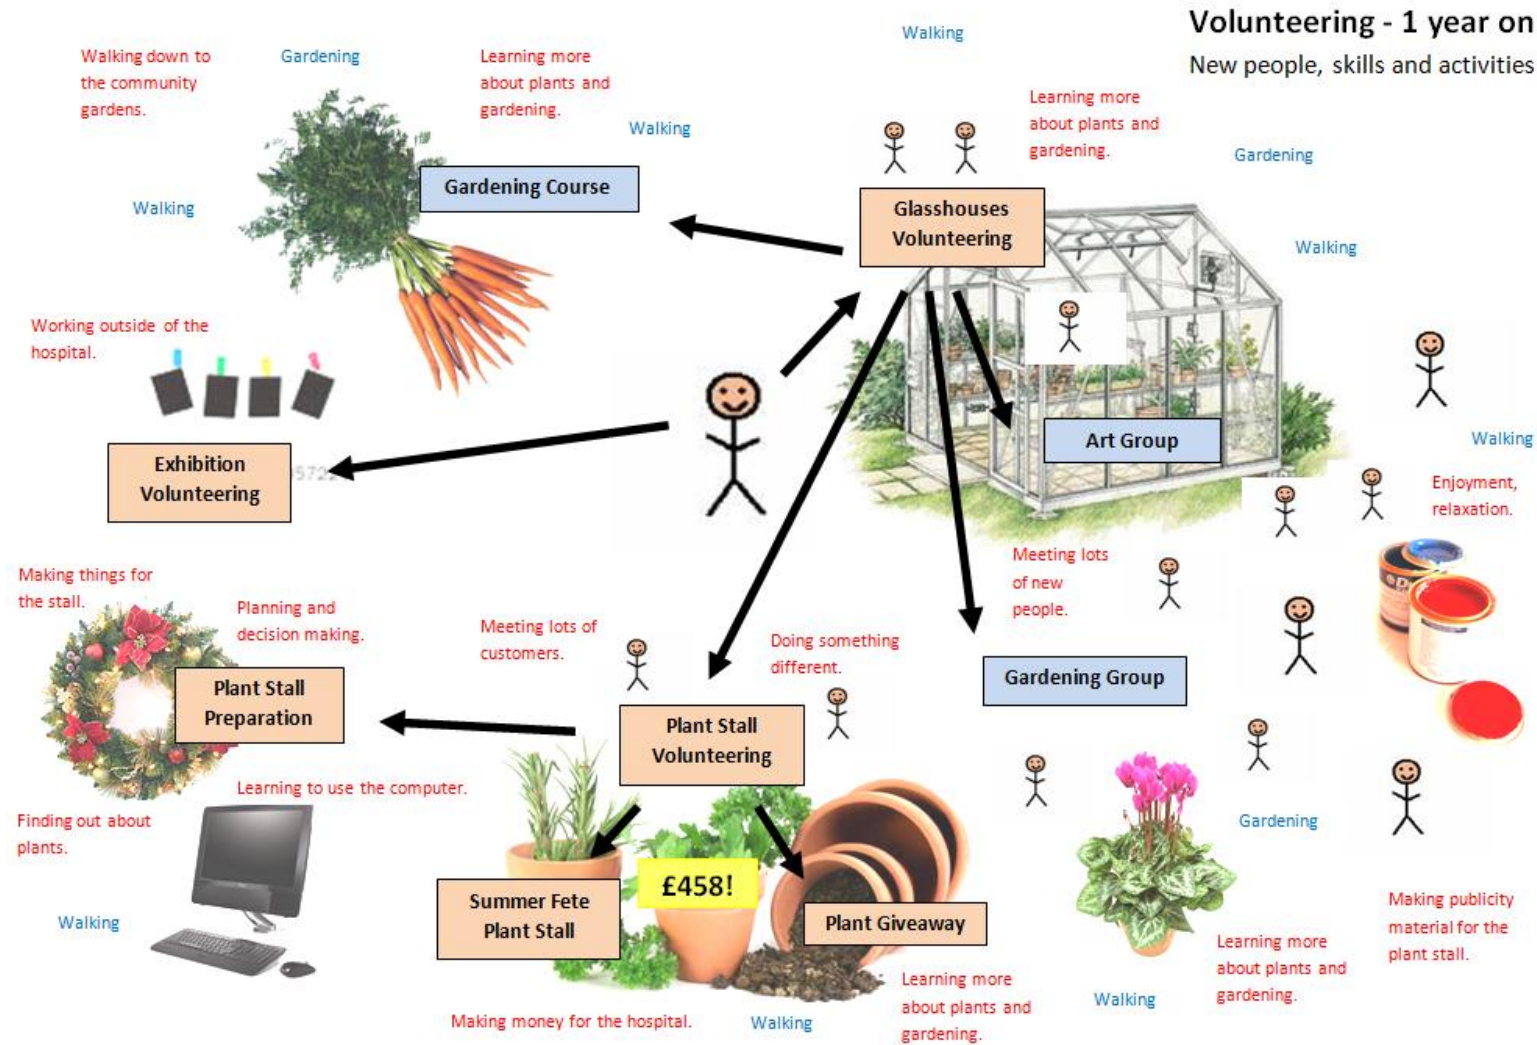 Volunteering - 1 year on
New people, skills and activities
Walking down to
the community
gardens.
Gardening
Learning more
about plants and
gardening.
Walking
Walking
Gardening Course
Walking
Learning more
about plants and
gardening.
Gardening
Walking
Glasshouses
Volunteering
Working outside of the
hospital.
Exhibition
Volunteering
Art Group
Walking
Enjoyment,
relaxation.
Making things for
the stall.
Planning and
decision making.
Plant Stall
Preparation
Learning to use the computer.
Finding out about
plants.
Walking
Meeting lots of
customers.
Doing something
different.
Plant Stall
Volunteering
Meeting lots
of new
people.
Gardening Group
Gardening
Summer Fete
Plant Stall
£458!
Plant Giveaway
Making money for the hospital.
Walking
Learning more
about plants and
gardening.
Walking
Learning more
about plants and
gardening.
Making publicity
material for the
plant stall.